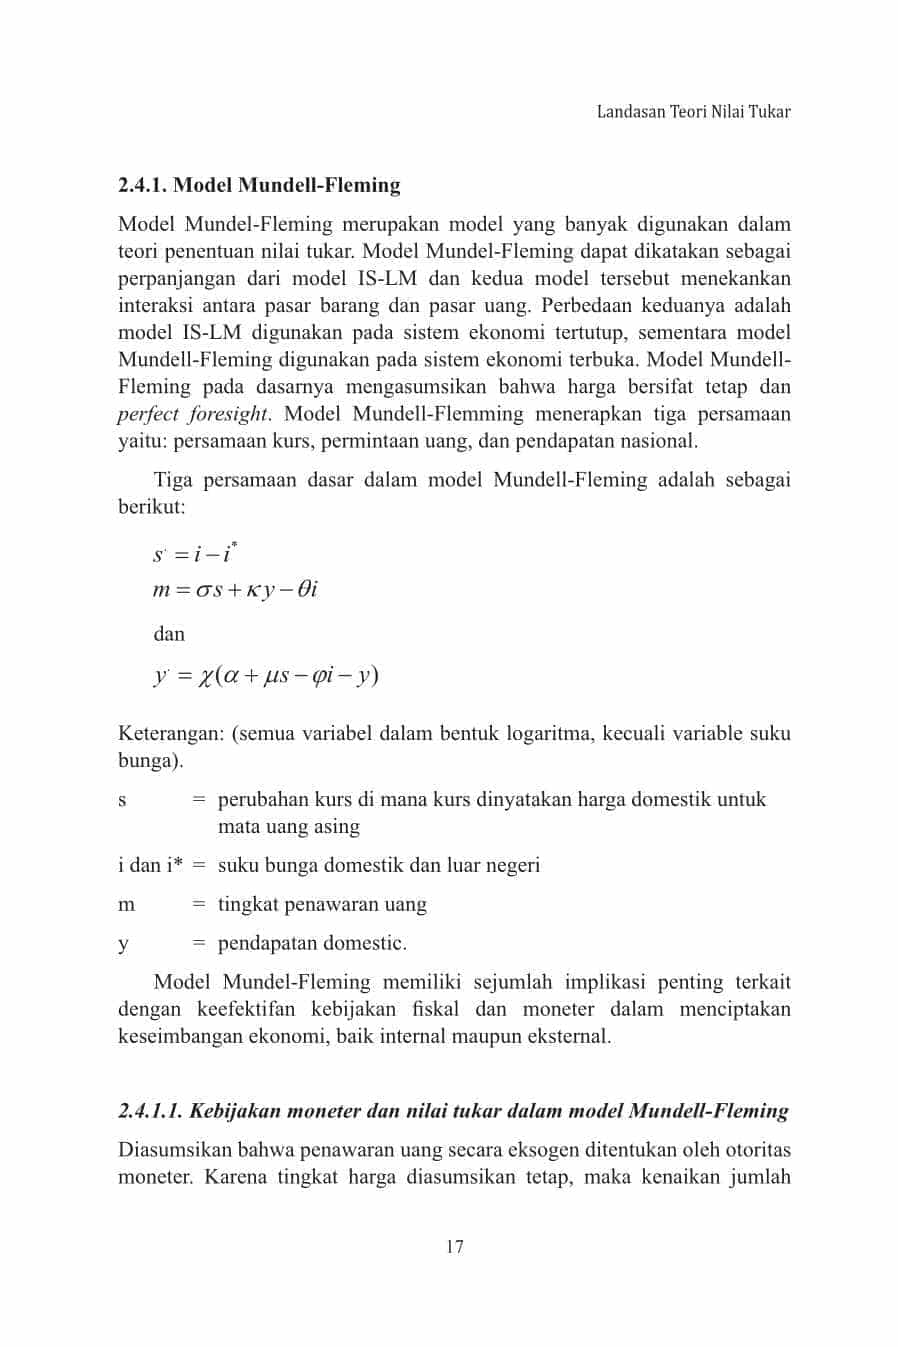 Landasan Teori Nilai Tukar
2.4.1. Model Mundell-Fleming
Model Mundel-Fleming merupakan model yang banyak digunakan dalam
teori penentuan nilai tukar. Model Mundel-Fleming dapat dikatakan sebagai
perpanjangan dari model IS-LM dan kedua model tersebut menekankan
interaksi antara pasar barang dan pasar uang. Perbedaan keduanya adalah
model IS-LM digunakan pada sistem ekonomi tertutup, sementara model
Mundell-Fleming digunakan pada sistem ekonomi terbuka. Model Mundell-
Fleming pada dasarnya mengasumsikan bahwa harga bersifat tetap dan
perfect foresight. Model Mundell-Flemming menerapkan tiga persamaan
yaitu: persamaan kurs, permintaan uang, dan pendapatan nasional.
Tiga persamaan dasar dalam model Mundell-Fleming adalah sebagai
berikut:
s˙ = i − i*
m = σs + κy − θi
dan
y˙ = χ(α + μs − φi − y)
Keterangan: (semua variabel dalam bentuk logaritma, kecuali variable suku
bunga).
s = perubahan kurs di mana kurs dinyatakan harga domestik untuk
mata uang asing
i dan i* = suku bunga domestik dan luar negeri
m = tingkat penawaran uang
y = pendapatan domestic.
Model Mundel-Fleming memiliki sejumlah implikasi penting terkait
dengan keefektifan kebijakan fiskal dan moneter dalam menciptakan
keseimbangan ekonomi, baik internal maupun eksternal.
2.4.1.1. Kebijakan moneter dan nilai tukar dalam model Mundell-Fleming
Diasumsikan bahwa penawaran uang secara eksogen ditentukan oleh otoritas
moneter. Karena tingkat harga diasumsikan tetap, maka kenaikan jumlah
17